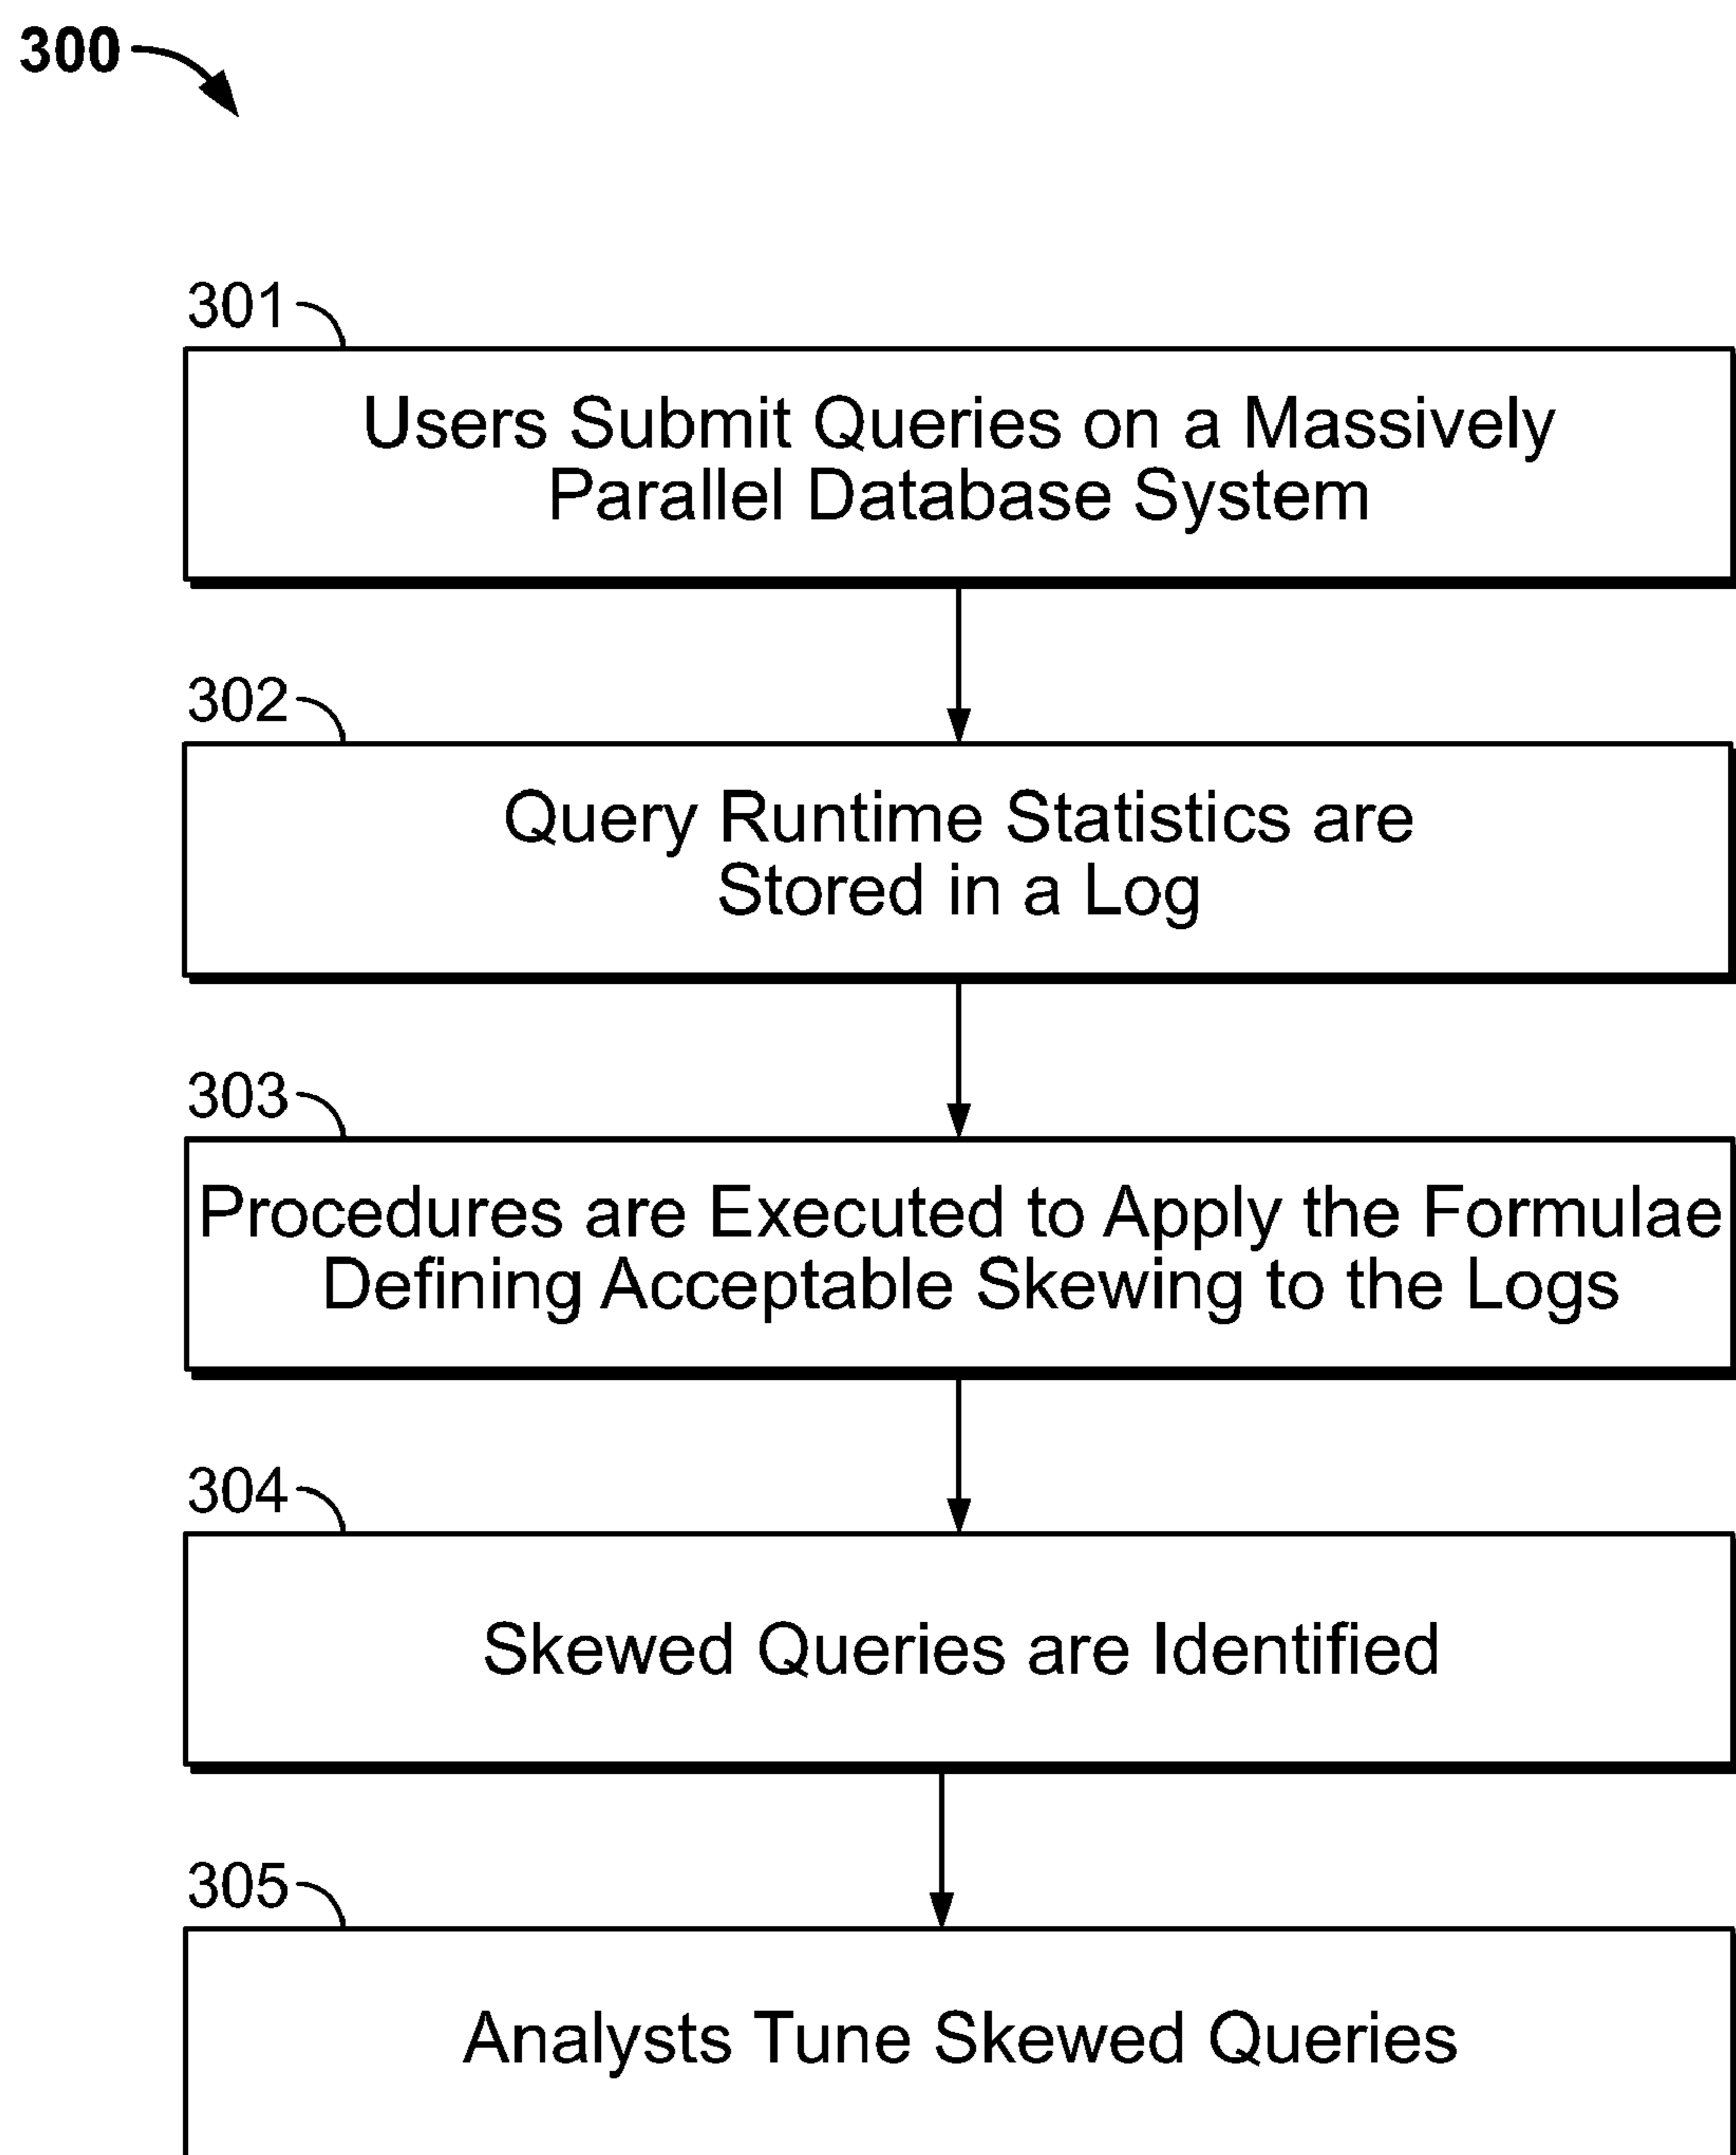 300
301
Users Submit Queries on a Massively
Parallel Database System
302
Query Runtime Statistics are
Stored in a Log
303
Procedures are Executed to Apply the Formulae
Defining Acceptable Skewing to the Logs
304
Skewed Queries are Identified
305
Analysts Tune Skewed Queries